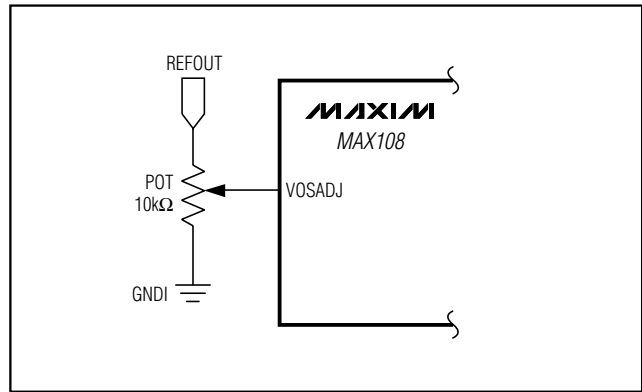 REFOUT
MAXIM
MAX108
POT
10kΩ
VOSADJ
GNDI